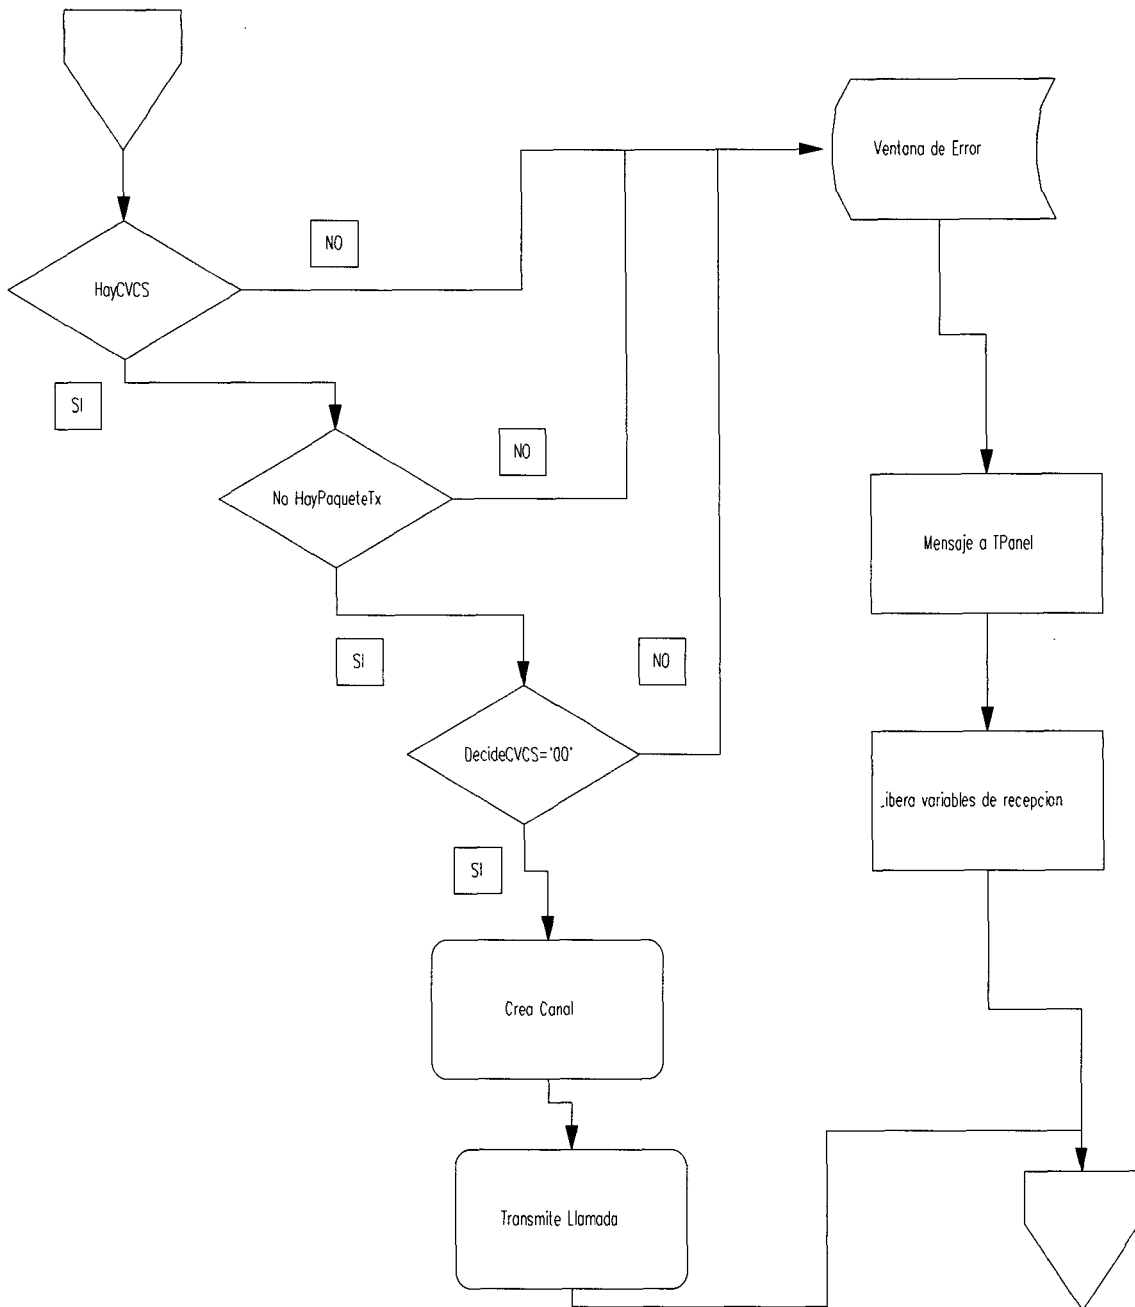 Ventana de Error
NO
HayCVCS
SI
NO
No HayPaqueteTx
Mensaje a TPanel
SI
NO
DecideCVCS='00'
ibera variables de recepcion
SI
Crea Canal
Transmite Llamada